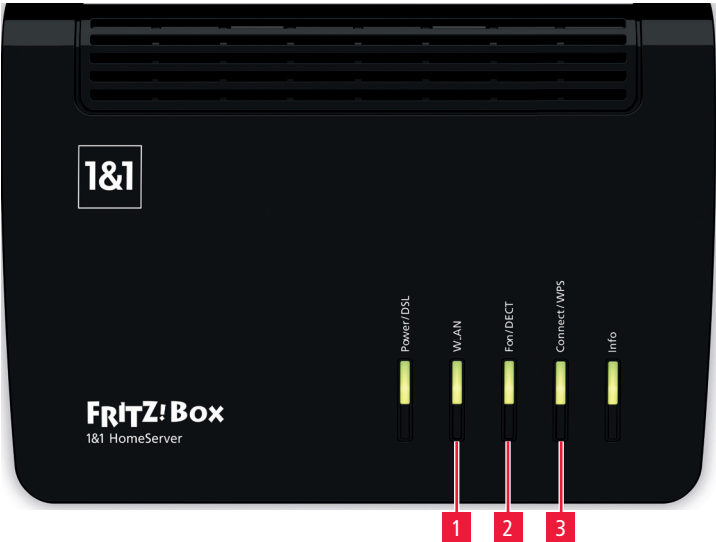 1&1
Power/DSL
WLAN
Fon/DECT
Connect/WPS
Info
FRITZ!Box
1&1 HomeServer
1
2
3